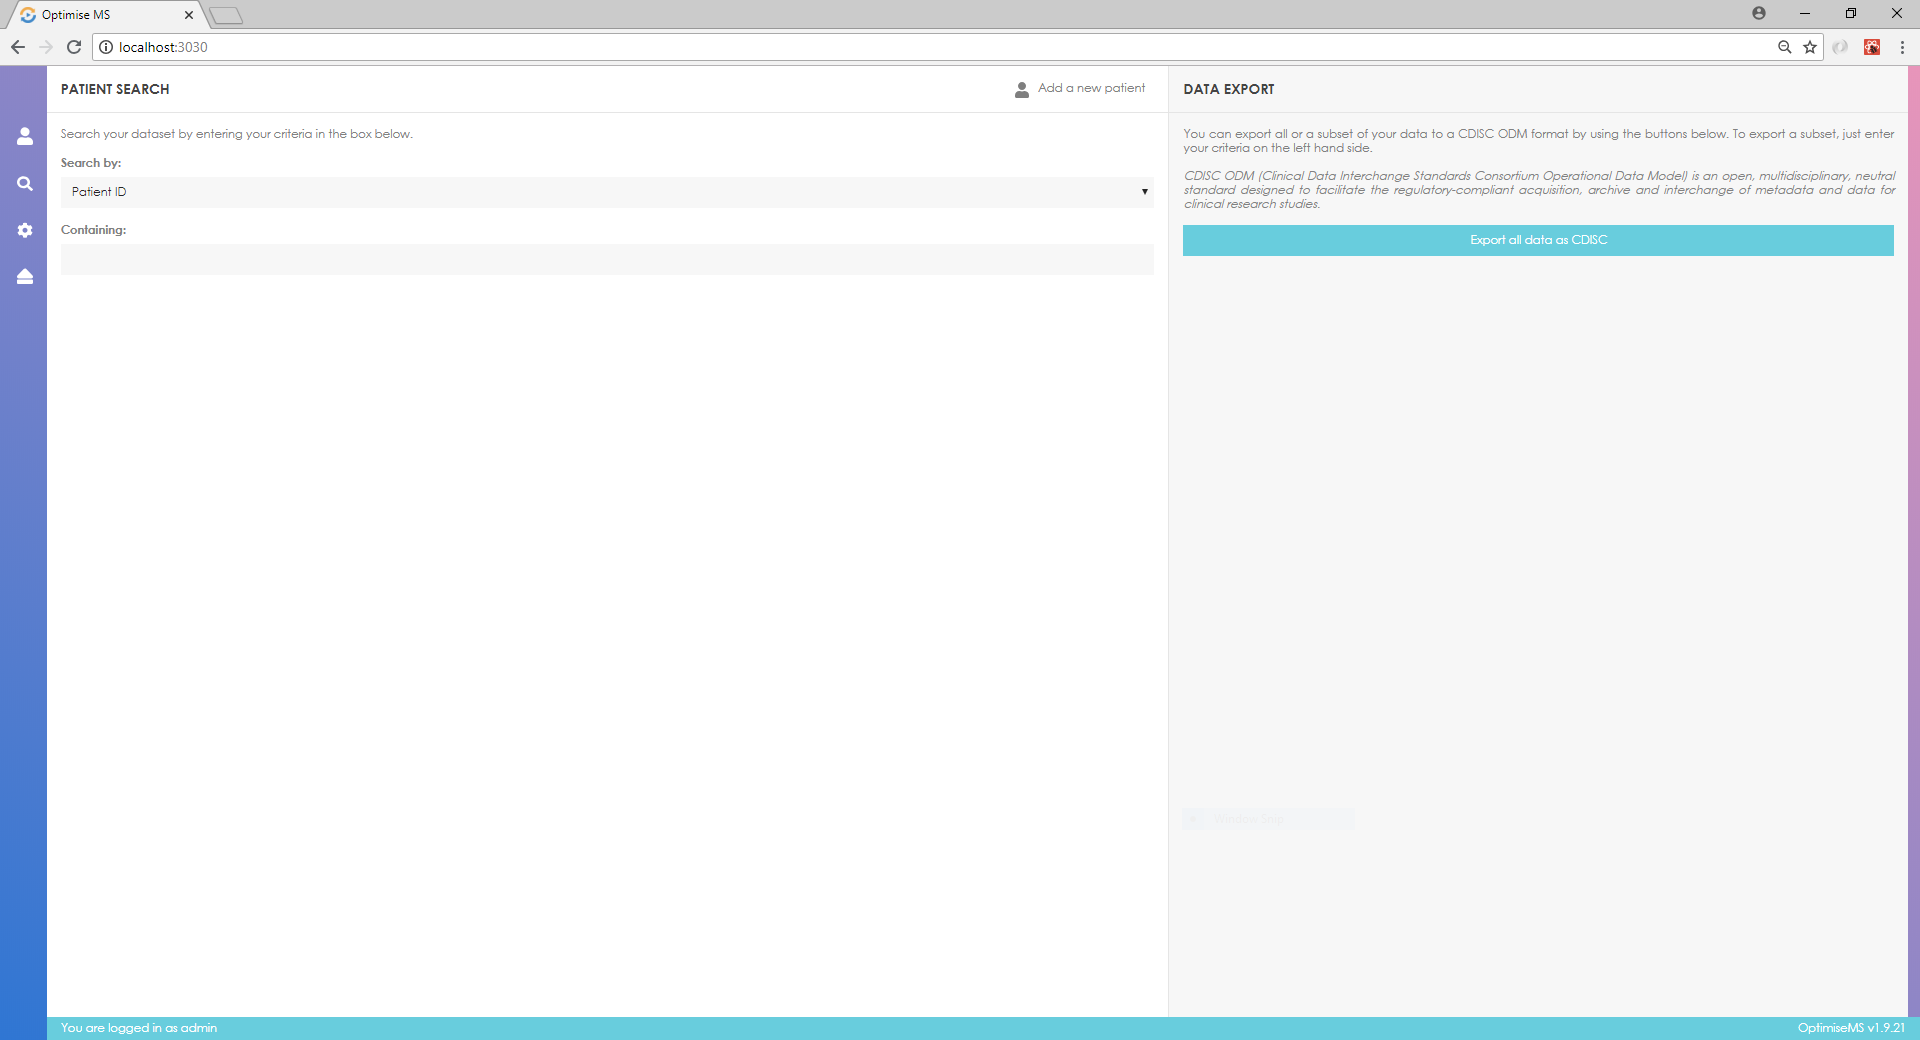 Optimise MS
localhost:3030
PATIENT SEARCH
Add a new patient
Search your dataset by entering your criteria in the box below.
Search by:
Patient ID
Containing:
DATA EXPORT
You can export all or a subset of your data to a CDISC ODM format by using the buttons below. To export a subset, just enter
your criteria on the left hand side.
CDISC ODM (Clinical Data Interchange Standards Consortium Operational Data Model) is an open, multidisciplinary, neutral
standard designed to facilitate the regulatory-compliant acquisition, archive and interchange of metadata and data for
clinical research studies.
Export all data as CDISC
Window Snip
You are logged in as admin
OptimiseMS v1.9.21